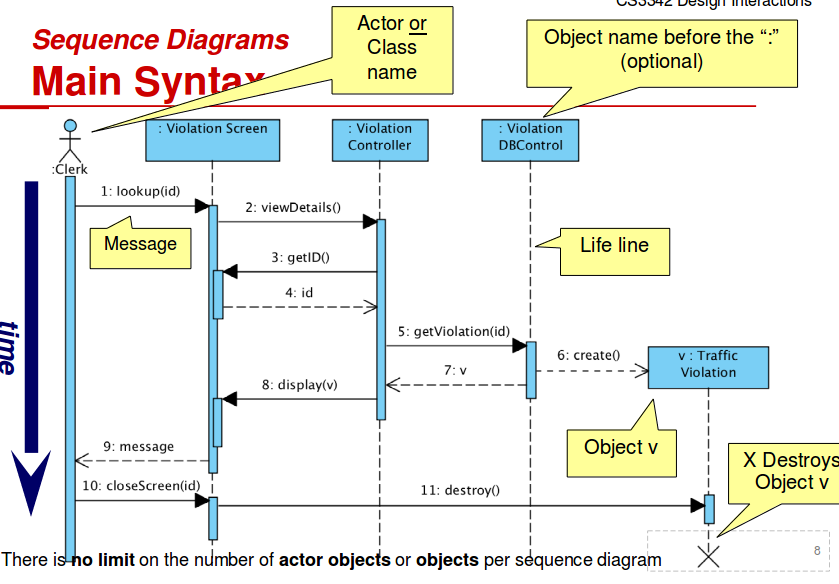 CS3342 Design Interactions
Sequence Diagrams
Main Syntax
Actor or
Class
name
Object name before the “:”
(optional)
:Clerk
: Violation Screen
: Violation
Controller
: Violation
DBControl
1: lookup(id)
Message
2: viewDetails()
3: getID()
4: id
Life line
5: getViolation(id)
6: create()
v : Traffic
Violation
7: v
8: display(v)
time
Object v
X Destroys
Object v
9: message
10: closeScreen(id)
11: destroy()
There is no limit on the number of actor objects or objects per sequence diagram
8